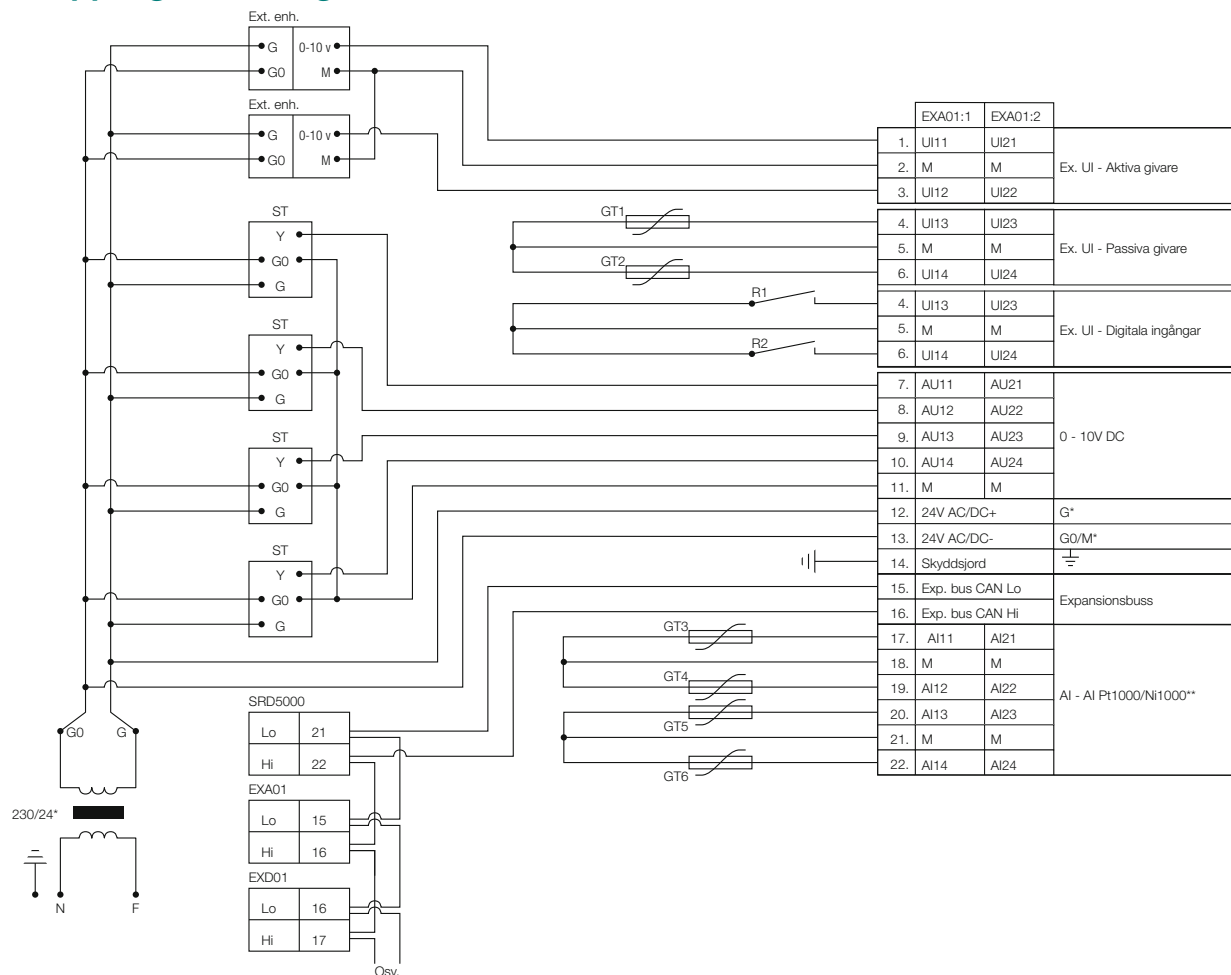 Ext. enh.
G 0-10 v
G0 M
Ext. enh.
G 0-10 v
G0 M
ST
Y
G0
G
ST
Y
G0
G
ST
Y
G0
G
ST
Y
G0
G
G0 G
230/24*
N F
SRD5000
Lo 21
Hi 22
EXA01
Lo 15
Hi 16
EXD01
Lo 16
Hi 17
Osv.
GT1
GT2
R1
R2
GT3
GT4
GT5
GT6
EXA01:1 EXA01:2
1. UI11 UI21
2. M M Ex. UI - Aktiva givare
3. UI12 UI22
4. UI13 UI23
5. M M Ex. UI - Passiva givare
6. UI14 UI24
4. UI13 UI23
5. M M Ex. UI - Digitala ingångar
6. UI14 UI24
7. AU11 AU21
8. AU12 AU22
9. AU13 AU23 0 - 10V DC
10. AU14 AU24
11. M M
12. 24V AC/DC+ G*
13. 24V AC/DC- G0/M*
14. Skyddsjord
15. Exp. bus CAN Lo
Expansionsbuss
16. Exp. bus CAN Hi
17. AI11 AI21
18. M M
19. AI12 AI22 AI - AI Pt1000/Ni1000**
20. AI13 AI23
21. M M
22. AI14 AI24